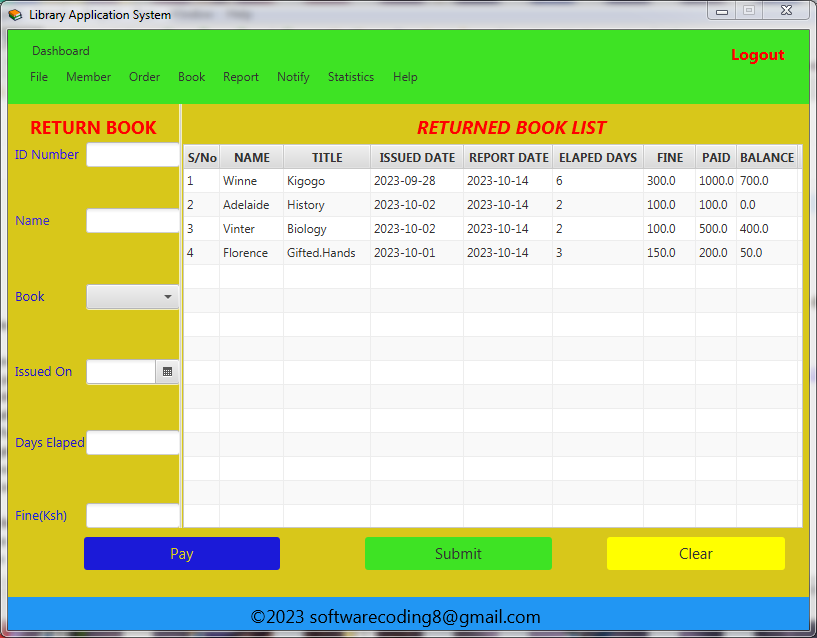 Library Application System
Dashboard
Logout
File Member Order Book Report Notify Statistics Help
RETURN BOOK
RETURNED BOOK LIST
ID Number
Name
Book
Issued On
Days Elaped
Fine(Ksh)
S/No NAME TITLE ISSUED DATE REPORT DATE ELAPED DAYS FINE PAID BALANCE
1 Winne Kigogo 2023-09-28 2023-10-14 6 300.0 1000.0 700.0
2 Adelaide History 2023-10-02 2023-10-14 2 100.0 100.0 0.0
3 Vinter Biology 2023-10-02 2023-10-14 2 100.0 500.0 400.0
4 Florence Gifted.Hands 2023-10-01 2023-10-14 3 150.0 200.0 50.0
Pay Submit Clear
©2023 softwarecoding8@gmail.com